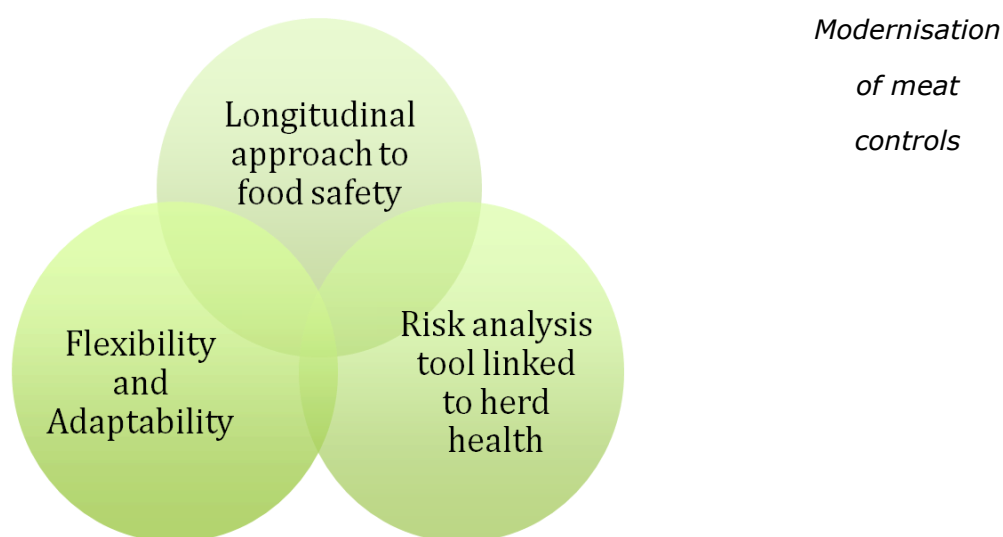 Modernisation
of meat
controls
Longitudinal
approach to
food safety
Flexibility
and
Adaptability
Risk analysis
tool linked
to herd
health